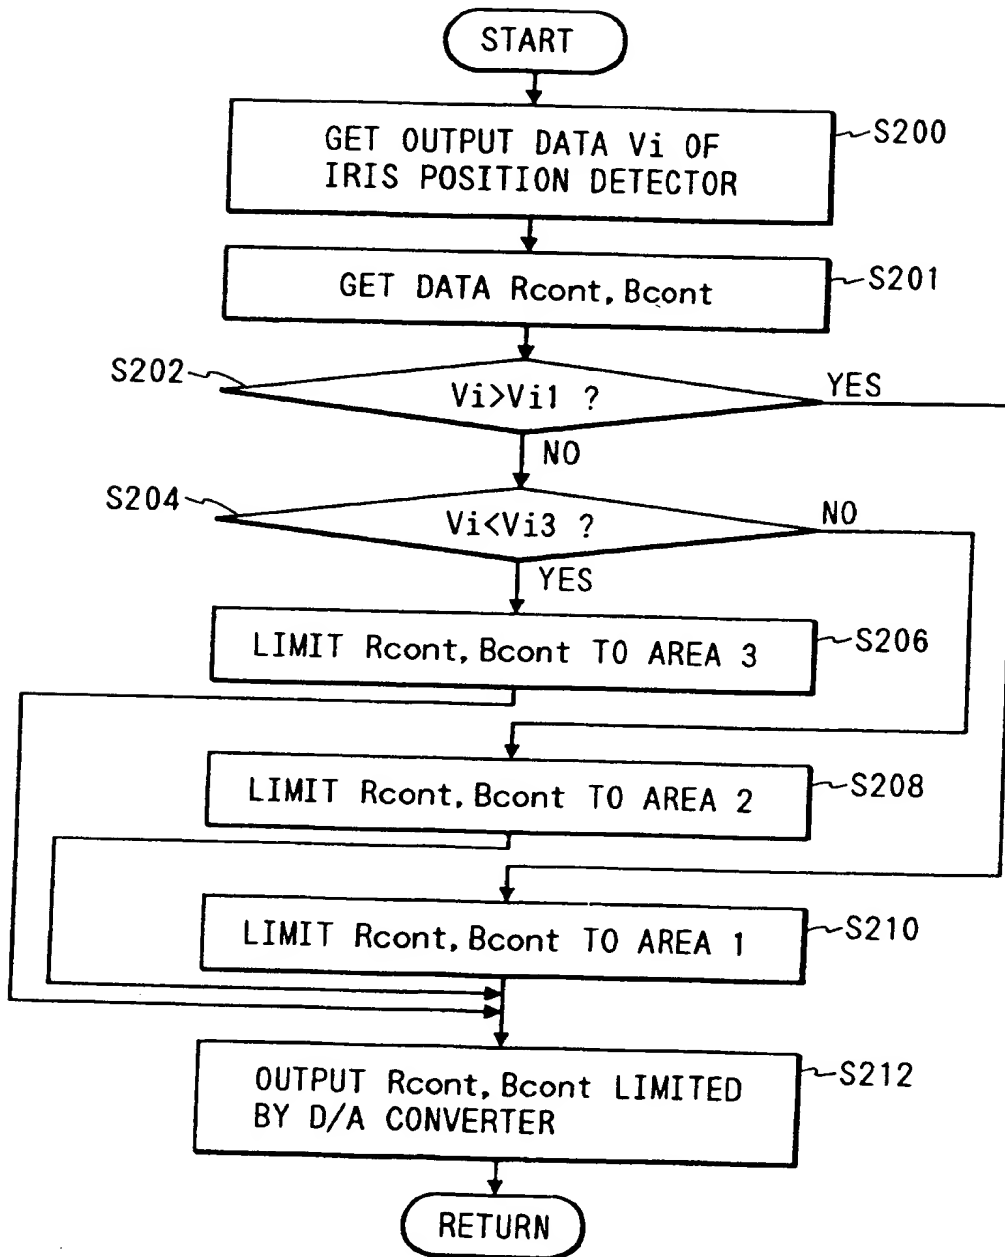 START
GET OUTPUT DATA Vi OF
IRIS POSITION DETECTOR
S200
GET DATA Rcont, Bcont
S201
S202
Vi>Vi1 ?
YES
NO
S204
Vi<Vi3 ?
NO
YES
LIMIT Rcont, Bcont TO AREA 3
S206
LIMIT Rcont, Bcont TO AREA 2
S208
LIMIT Rcont, Bcont TO AREA 1
S210
OUTPUT Rcont, Bcont LIMITED
BY D/A CONVERTER
S212
RETURN